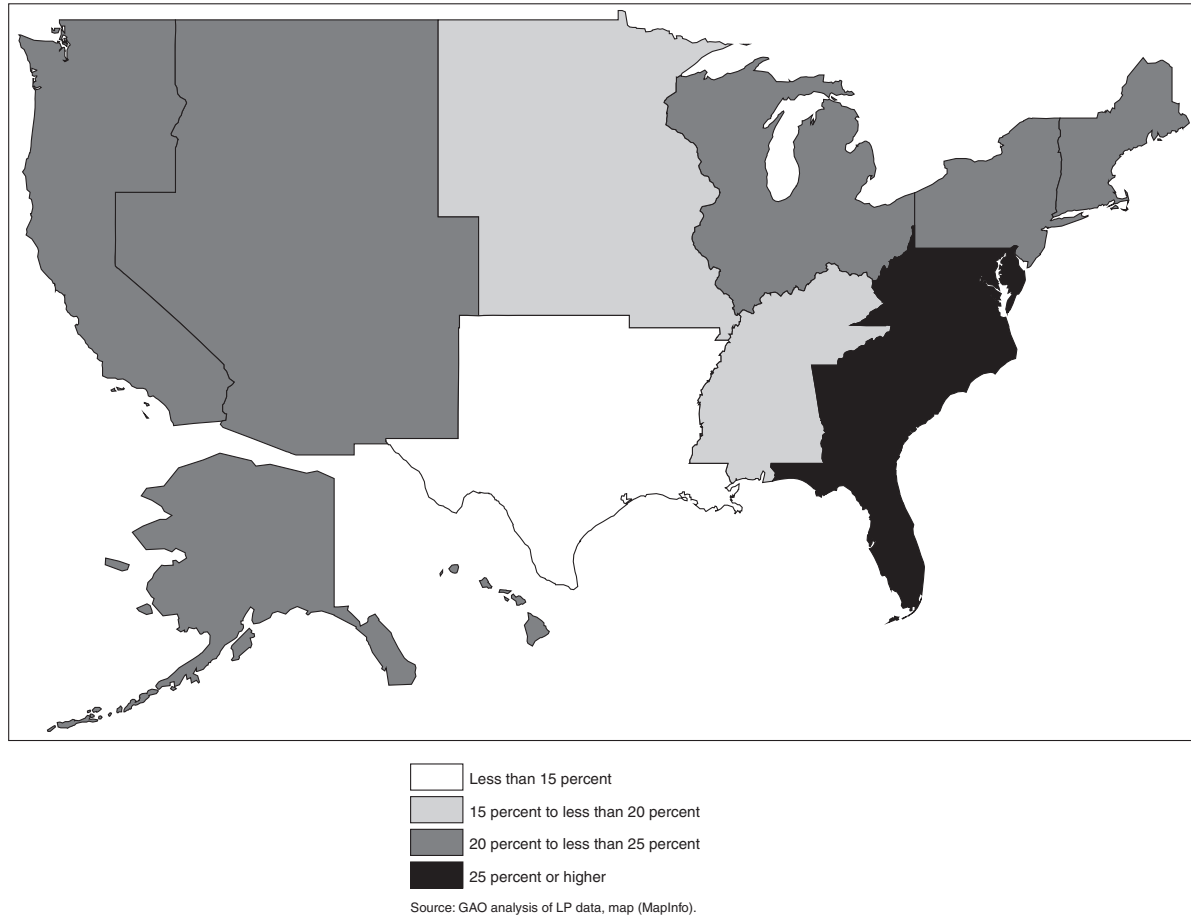 Less than 15 percent
15 percent to less than 20 percent
20 percent to less than 25 percent
25 percent or higher
Source: GAO analysis of LP data, map (MapInfo).